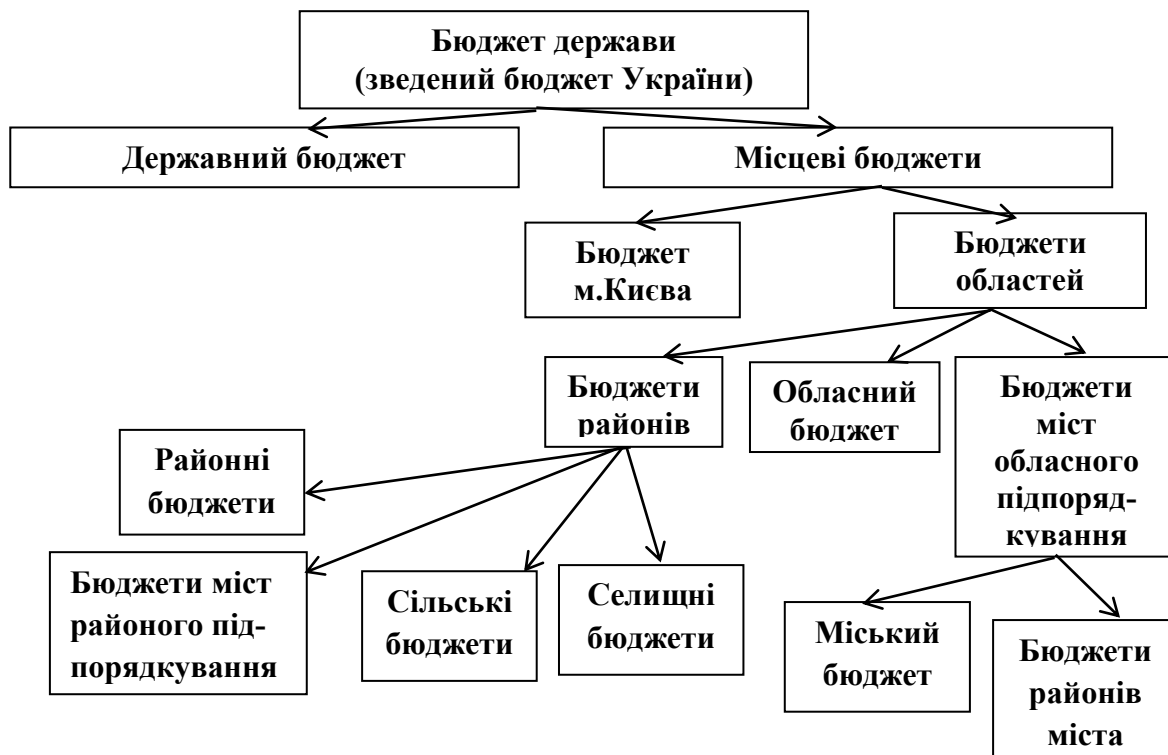 Бюджет держави
(зведений бюджет України)
Державний бюджет
Місцеві бюджети
Бюджет
м.Києва
Бюджети
областей
Бюджети
районів
Обласний
бюджет
Бюджети
міст
обласного
підпоряд-
кування
Районні
бюджети
Бюджети міст
районого під-
порядкування
Сільські
бюджети
Селищні
бюджети
Міський
бюджет
Бюджети
районів
міста